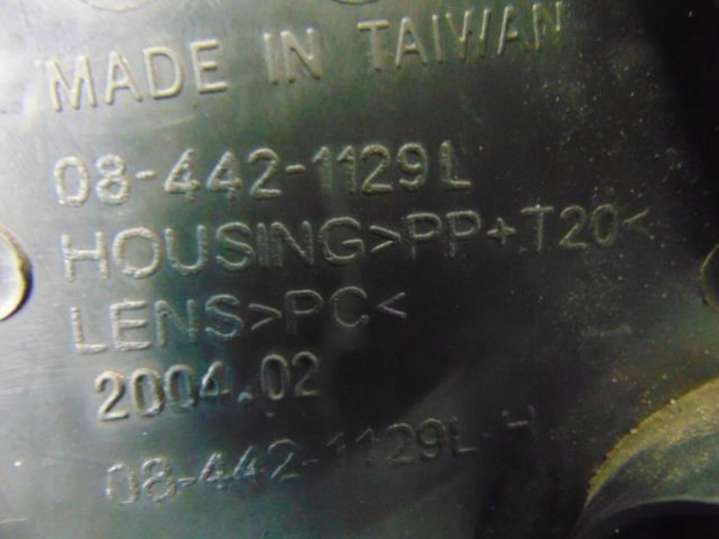 MADE IN TAIWAN
08-442-1129L
HOUSING>PP+T20<
LENS>PC<
2004.02
08-442-1129L-H